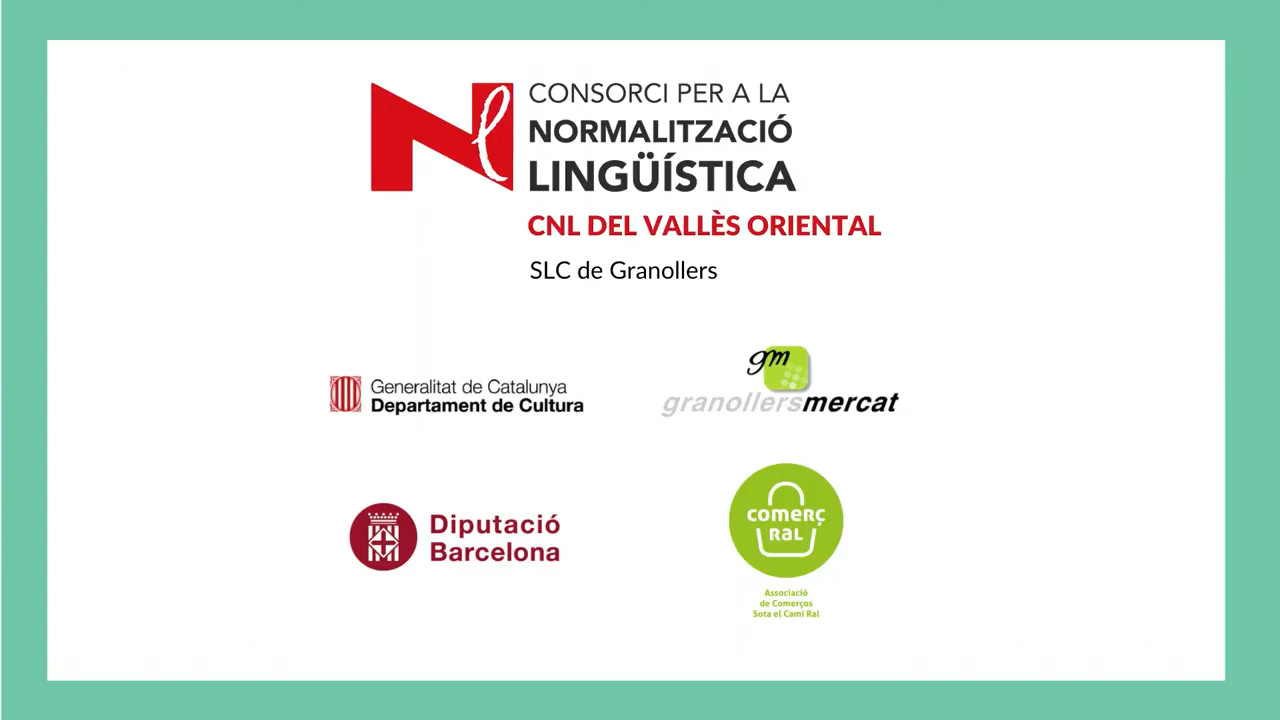 Nl
CONSORCI PER A LA
NORMALITZACIÓ
LINGÜÍSTICA
CNL DEL VALLÈS ORIENTAL
SLC de Granollers
Generalitat de Catalunya
Departament de Cultura
gm
granollersmercat
Diputació
Barcelona
comerç
Ral
Associació
de Comerços
Sota el Camí Ral